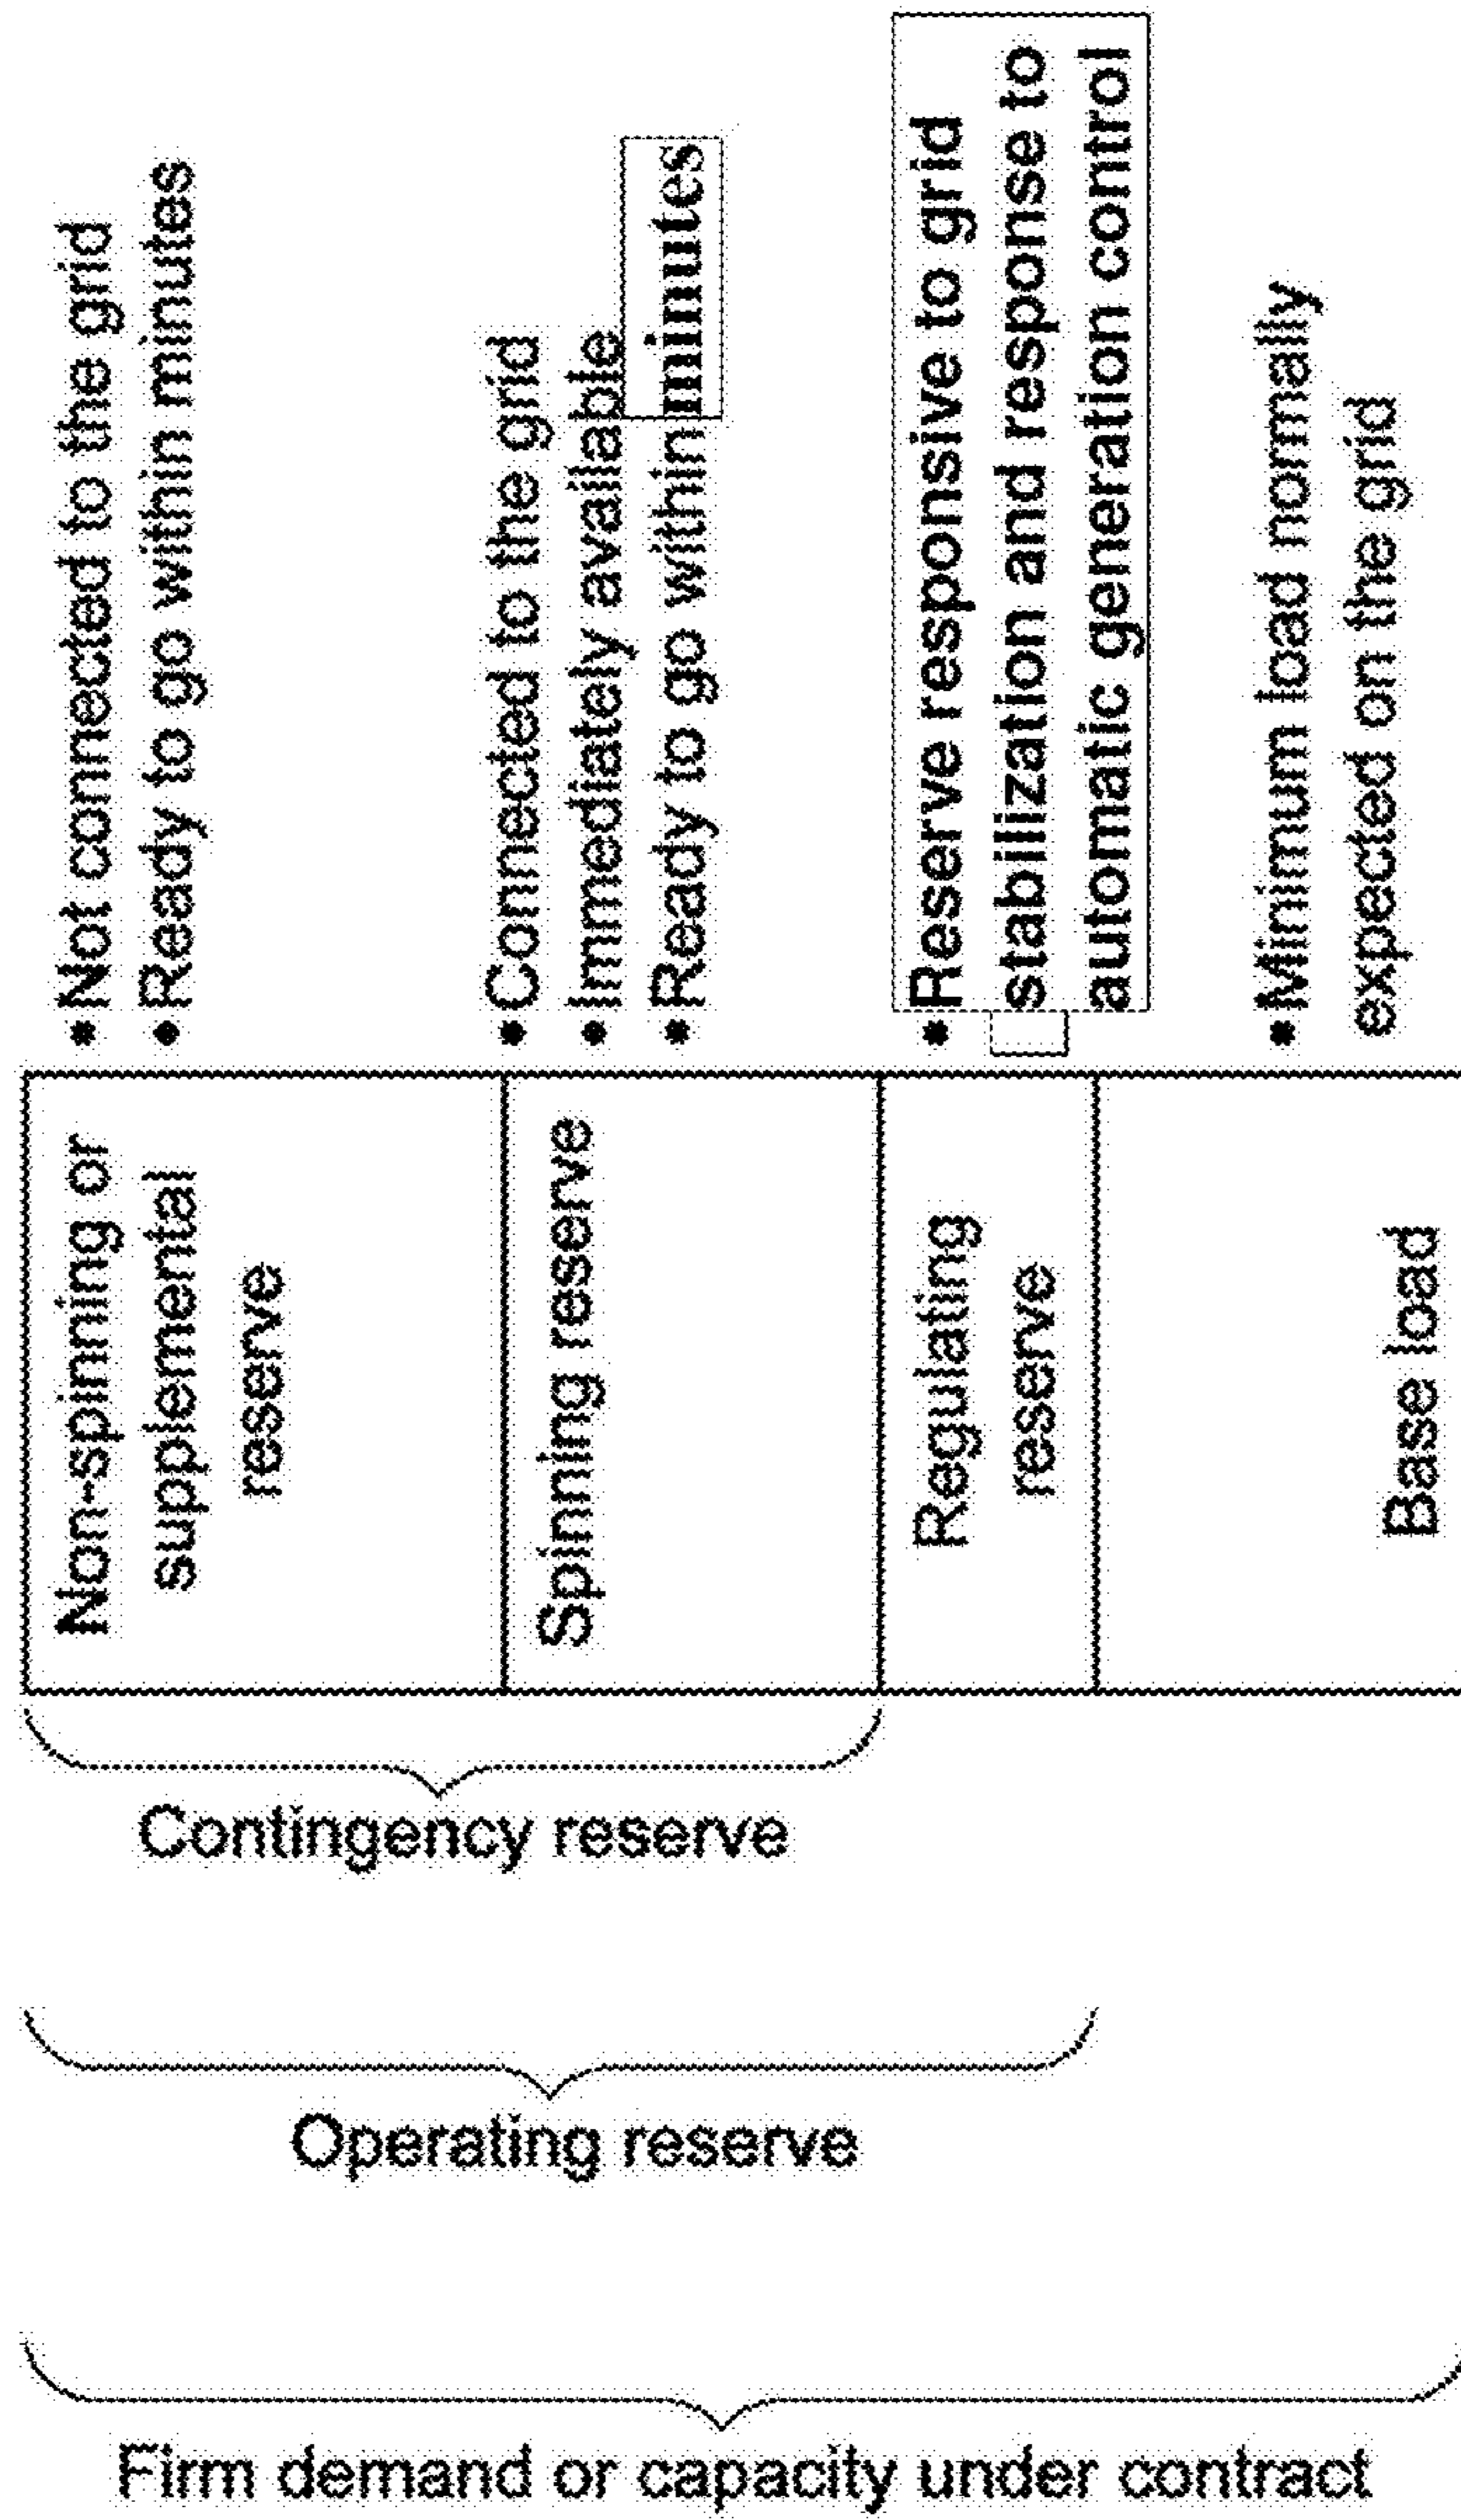 Non-spinning or
supplemental
reserve
• Not connected to the grid
• Ready to go within minutes
Spinning reserve
• Connected to the grid
• Immediately available
• Ready to go within minutes
Regulating
reserve
• Reserve responsive to grid
stabilization and response to
automatic generation control
Base load
• Minimum load normally
expected on the grid
Contingency reserve
Operating reserve
Firm demand or capacity under contract